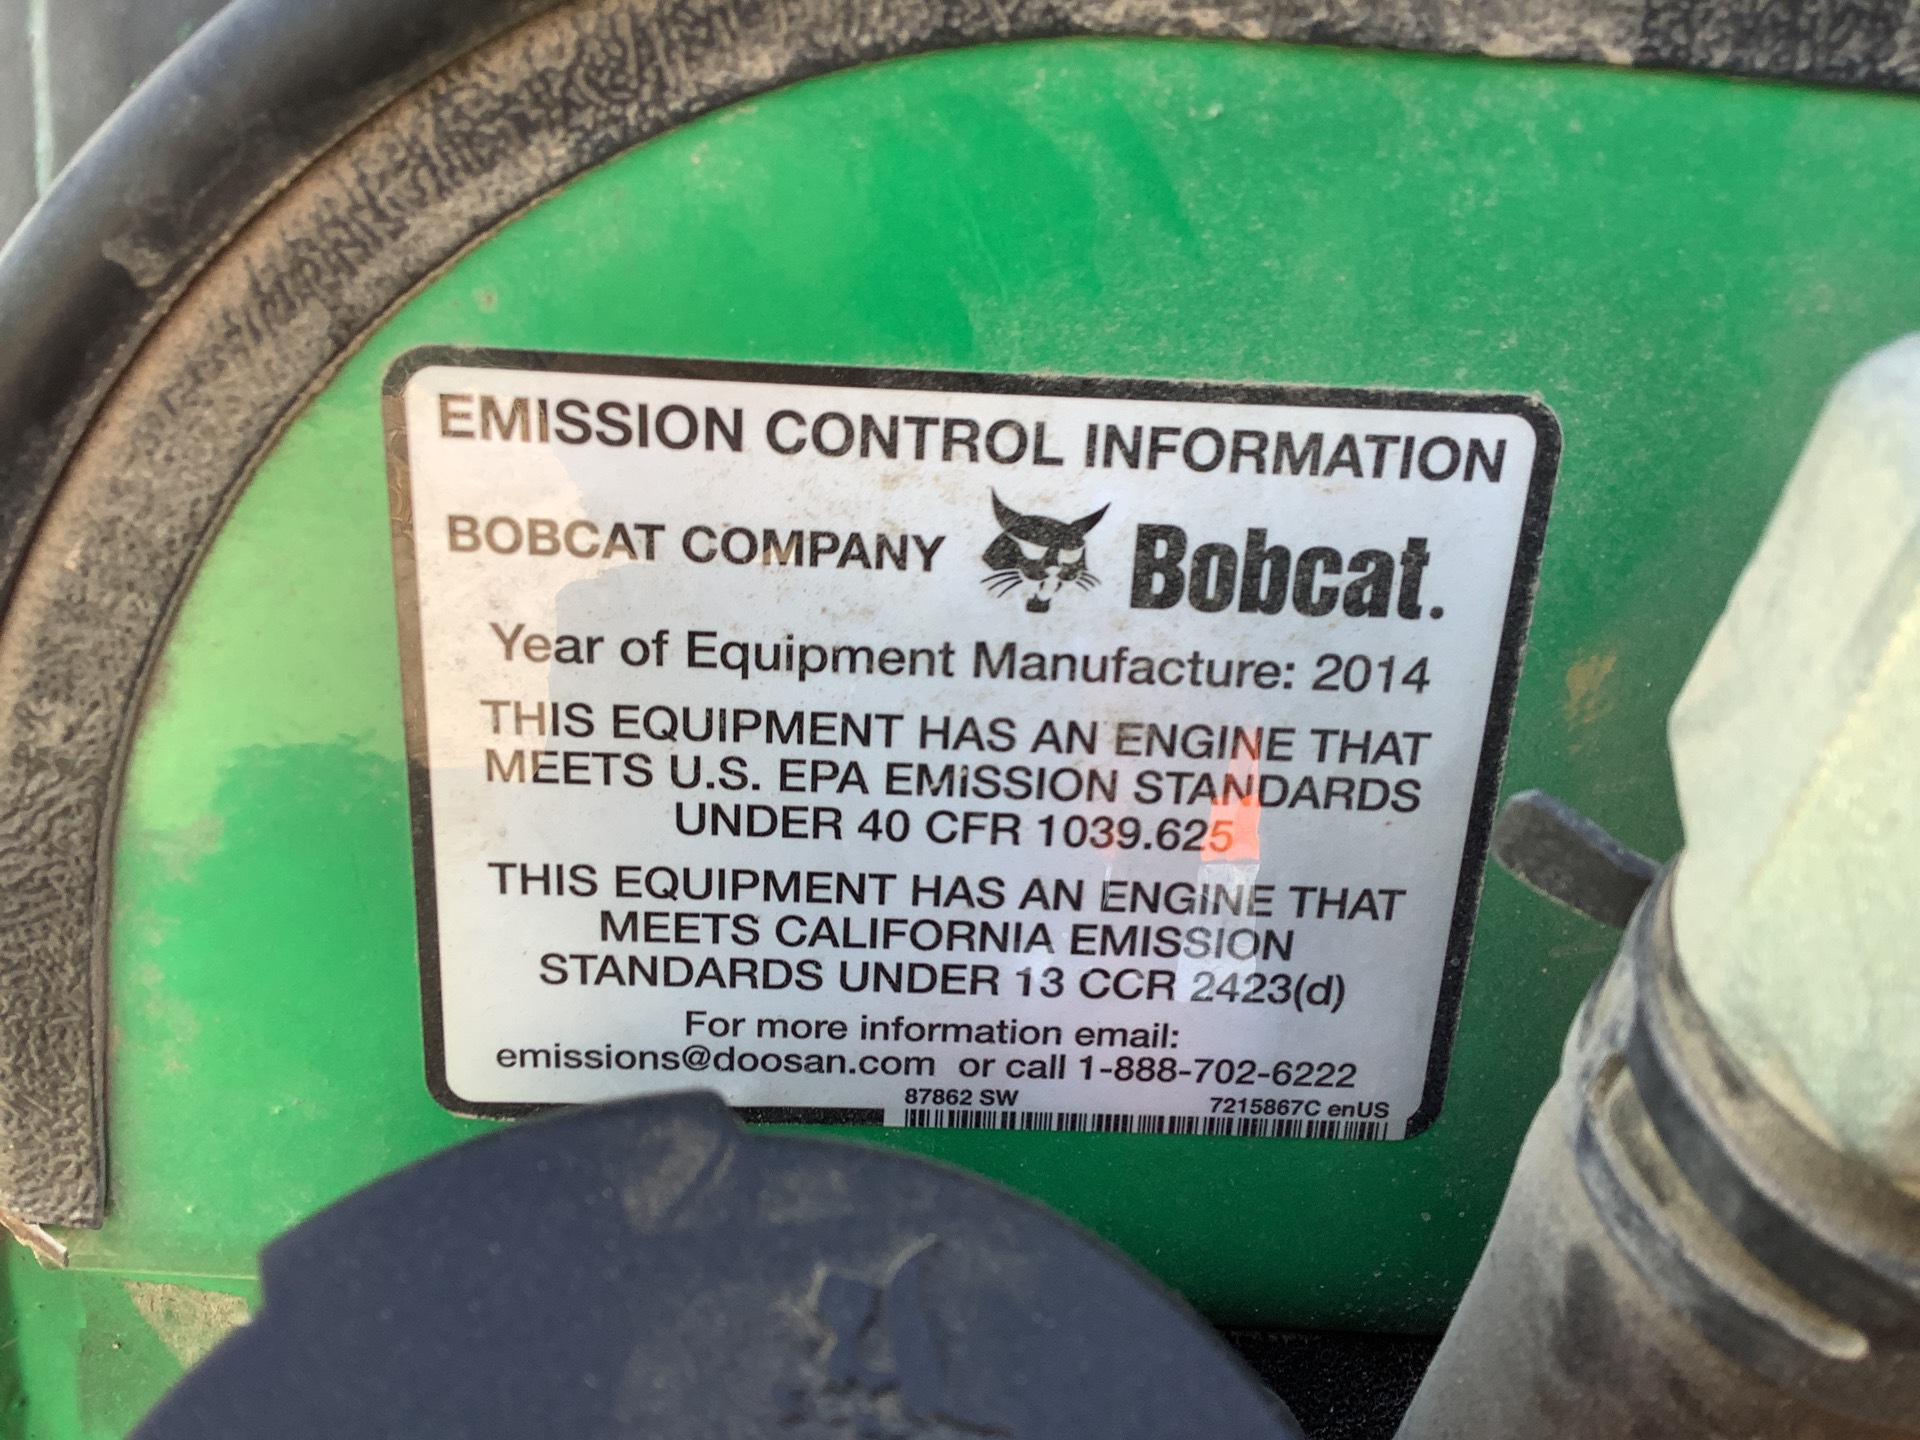 EMISSION CONTROL INFORMATION
BOBCAT COMPANY Bobcat.
Year of Equipment Manufacture: 2014
THIS EQUIPMENT HAS AN ENGINE THAT
MEETS U.S. EPA EMISSION STANDARDS
UNDER 40 CFR 1039.625
THIS EQUIPMENT HAS AN ENGINE THAT
MEETS CALIFORNIA EMISSION
STANDARDS UNDER 13 CCR 2423(d)
For more information email:
emissions@doosan.com or call 1-888-702-6222
87862 SW 7215867C enUS